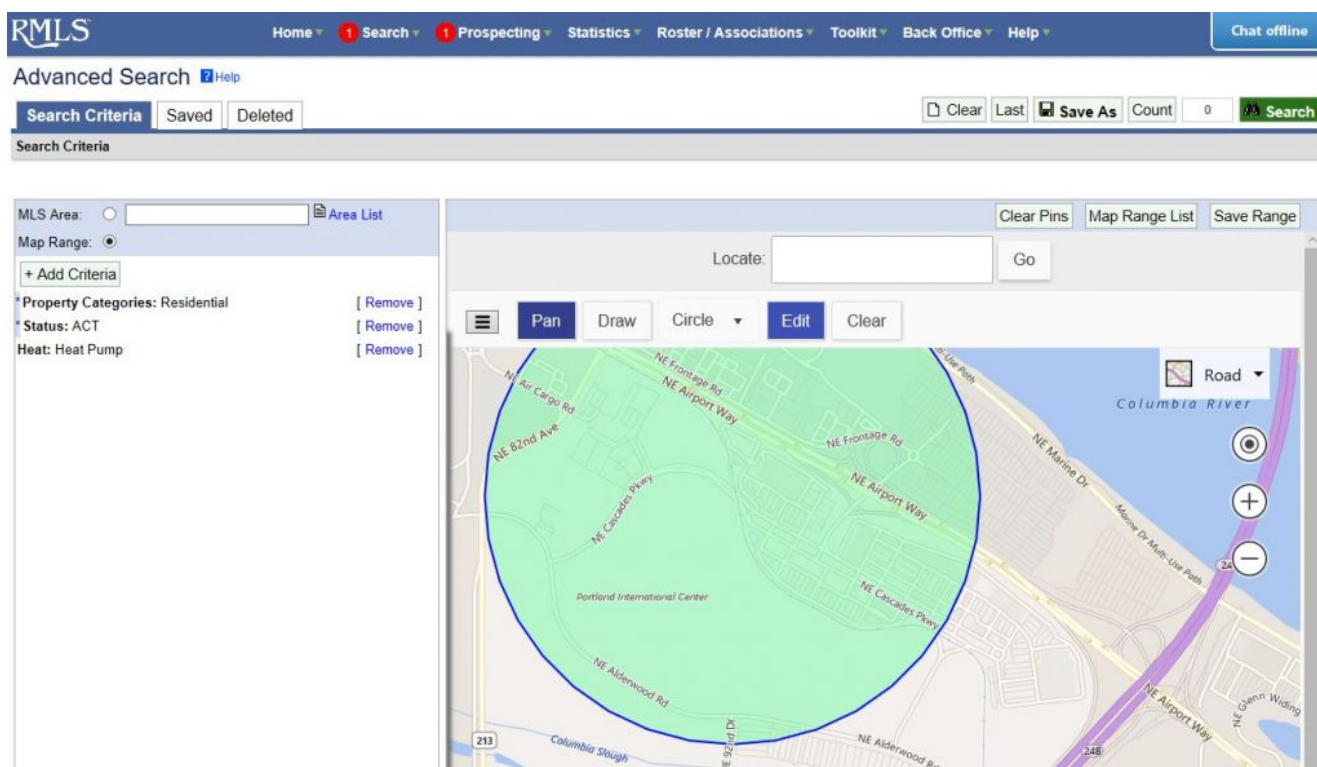 RMLS
Home 1 Search 1 Prospecting Statistics Roster / Associations Toolkit Back Office Help Chat offline
Advanced Search ? Help
Search Criteria Saved Deleted Clear Last Save As Count 0 Search
Search Criteria
MLS Area: Area List Clear Pins Map Range List Save Range
Map Range:
Locate: Go
+ Add Criteria
* Property Categories: Residential [ Remove ]
* Status: ACT [ Remove ]
Heat: Heat Pump [ Remove ]
Pan Draw Circle Edit Clear
Road
Columbia River
NE Frontage Rd
NE Airport Way
NE Air Cargo Rd
NE 82nd Ave
NE Frontage Rd
NE Marine Dr
NE Airport Way
NE Cascades Pkwy
Marine Dr Multi-Use Path
-Use Path
Portland International Center
NE Cascades Pkwy
NE Alderwood Rd
NE Airport Way
NE Glenn Widing
213
Columbia Slough
E 92nd Dr
NE Alderwood R
24B